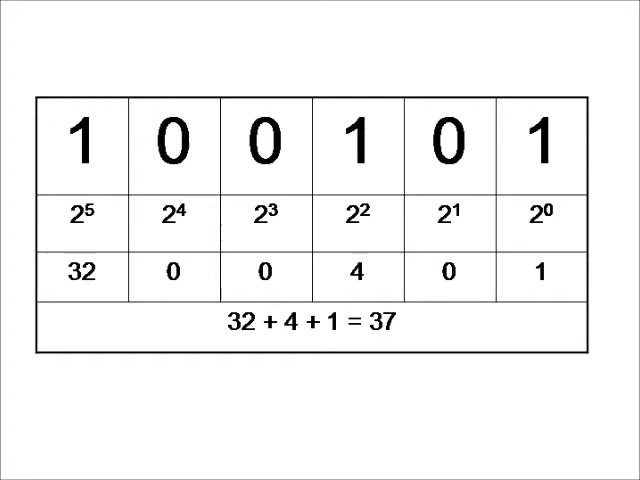 1 0 0 1 0 1
2⁵ 2⁴ 2³ 2² 2¹ 2⁰
32 0 0 4 0 1
32 + 4 + 1 = 37